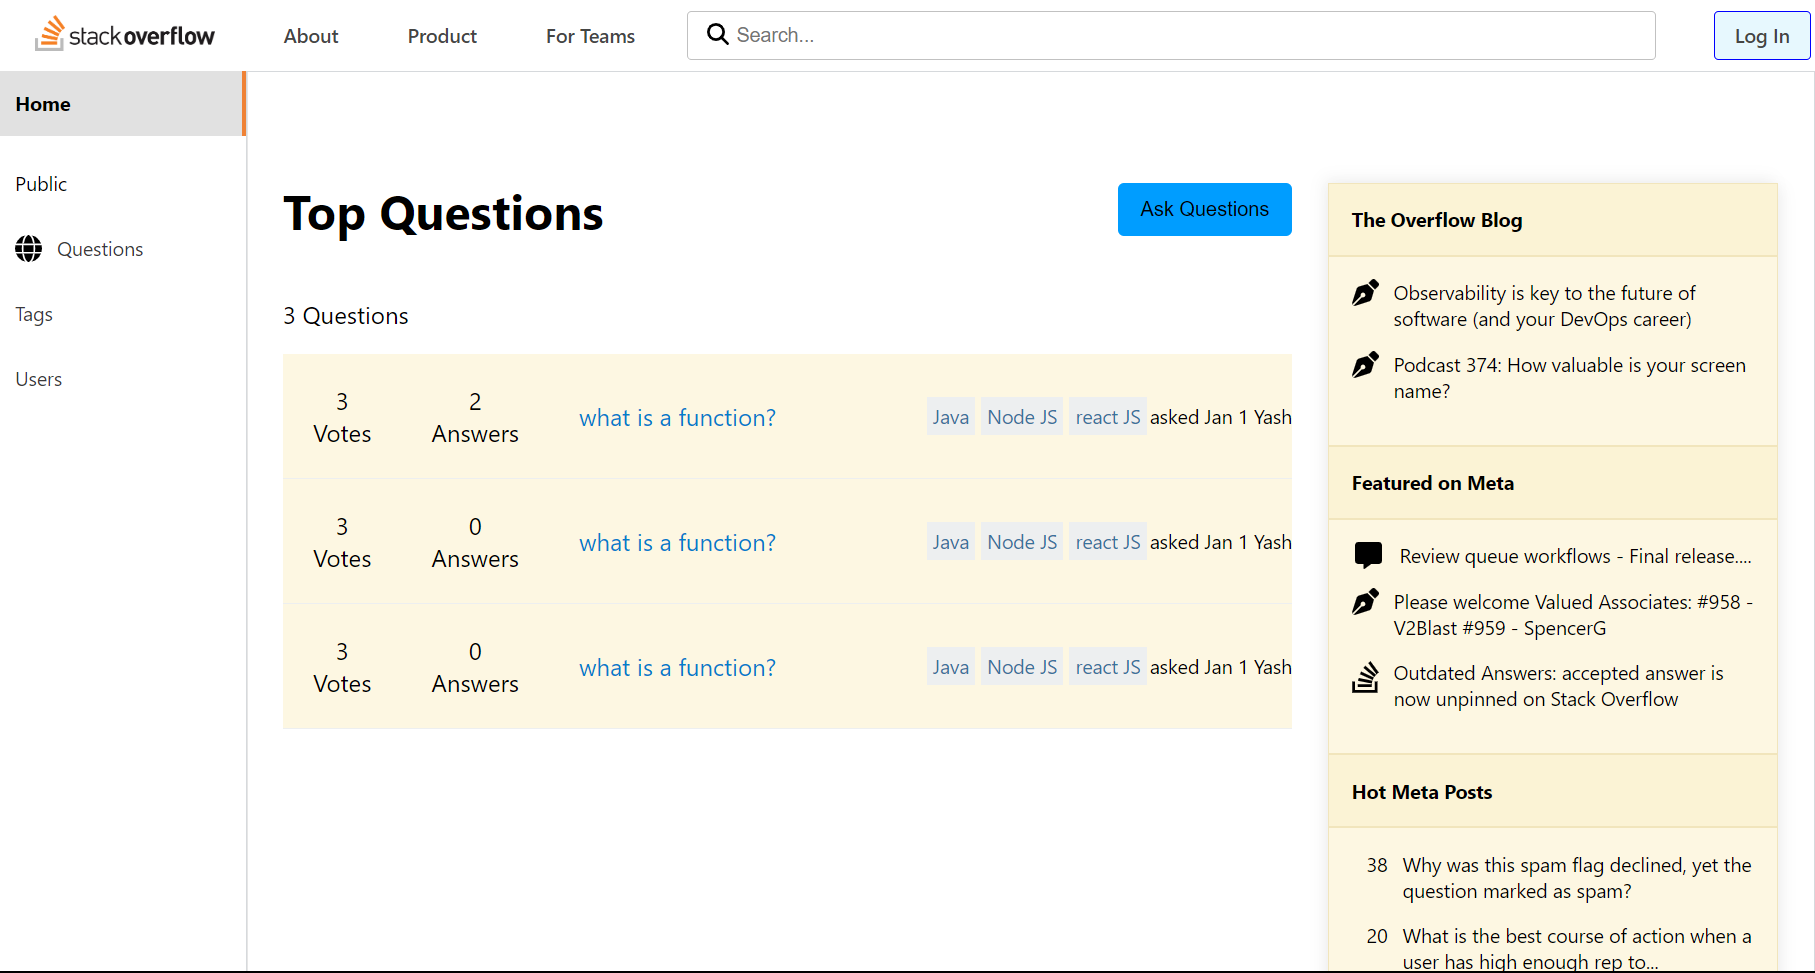 stackoverflow About Product For Teams Search... Log In
Home
Public
Questions
Tags
Users
Top Questions
Ask Questions
3 Questions
3 Votes 2 Answers what is a function? Java Node JS react JS asked Jan 1 Yash
3 Votes 0 Answers what is a function? Java Node JS react JS asked Jan 1 Yash
3 Votes 0 Answers what is a function? Java Node JS react JS asked Jan 1 Yash
The Overflow Blog
Observability is key to the future of
software (and your DevOps career)
Podcast 374: How valuable is your screen
name?
Featured on Meta
Review queue workflows - Final release....
Please welcome Valued Associates: #958 -
V2Blast #959 - SpencerG
Outdated Answers: accepted answer is
now unpinned on Stack Overflow
Hot Meta Posts
38 Why was this spam flag declined, yet the
question marked as spam?
20 What is the best course of action when a
user has high enough rep to...